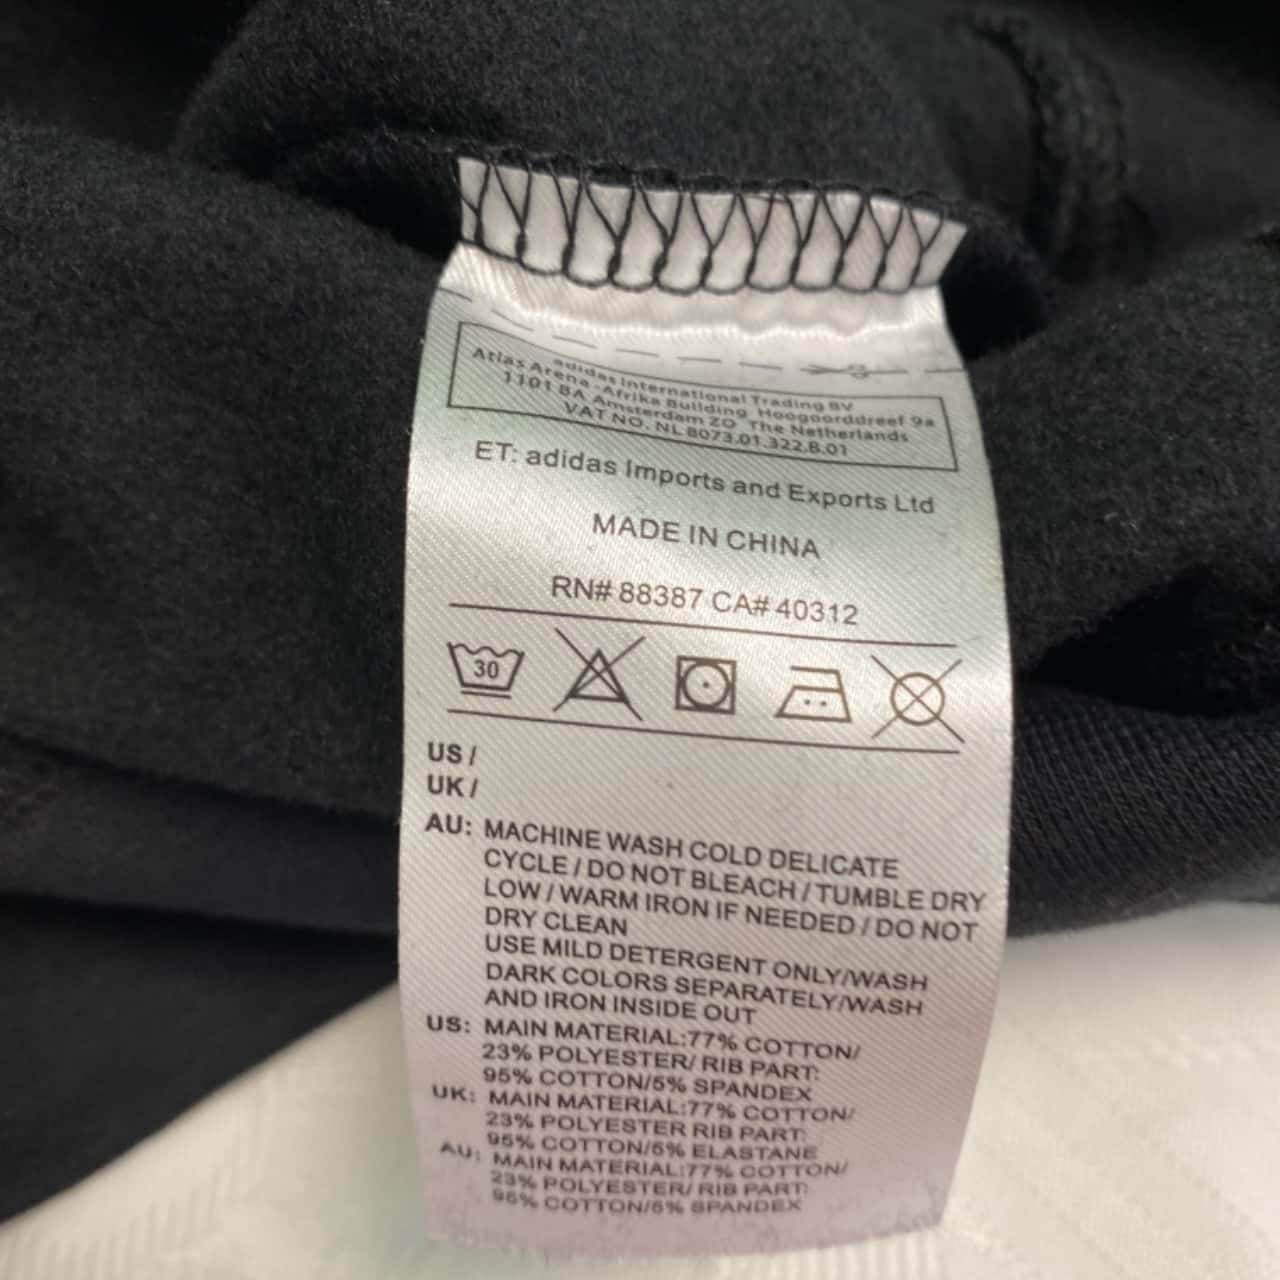 adidas International Trading BV
Atlas Arena - Afrika Building Hoogoorddreef 9a
1101 BA Amsterdam ZO The Netherlands
VAT NO. NL 8073.01.322.B.01
ET: adidas Imports and Exports Ltd
MADE IN CHINA
RN# 88387 CA# 40312
30
US /
UK /
AU: MACHINE WASH COLD DELICATE
CYCLE / DO NOT BLEACH / TUMBLE DRY
LOW / WARM IRON IF NEEDED / DO NOT
DRY CLEAN
USE MILD DETERGENT ONLY/WASH
DARK COLORS SEPARATELY/WASH
AND IRON INSIDE OUT
US: MAIN MATERIAL:77% COTTON/
23% POLYESTER/ RIB PART:
95% COTTON/5% SPANDEX
UK: MAIN MATERIAL:77% COTTON/
23% POLYESTER RIB PART:
95% COTTON/5% ELASTANE
AU: MAIN MATERIAL:77% COTTON/
23% POLYESTER/ RIB PART:
95% COTTON/5% SPANDEX